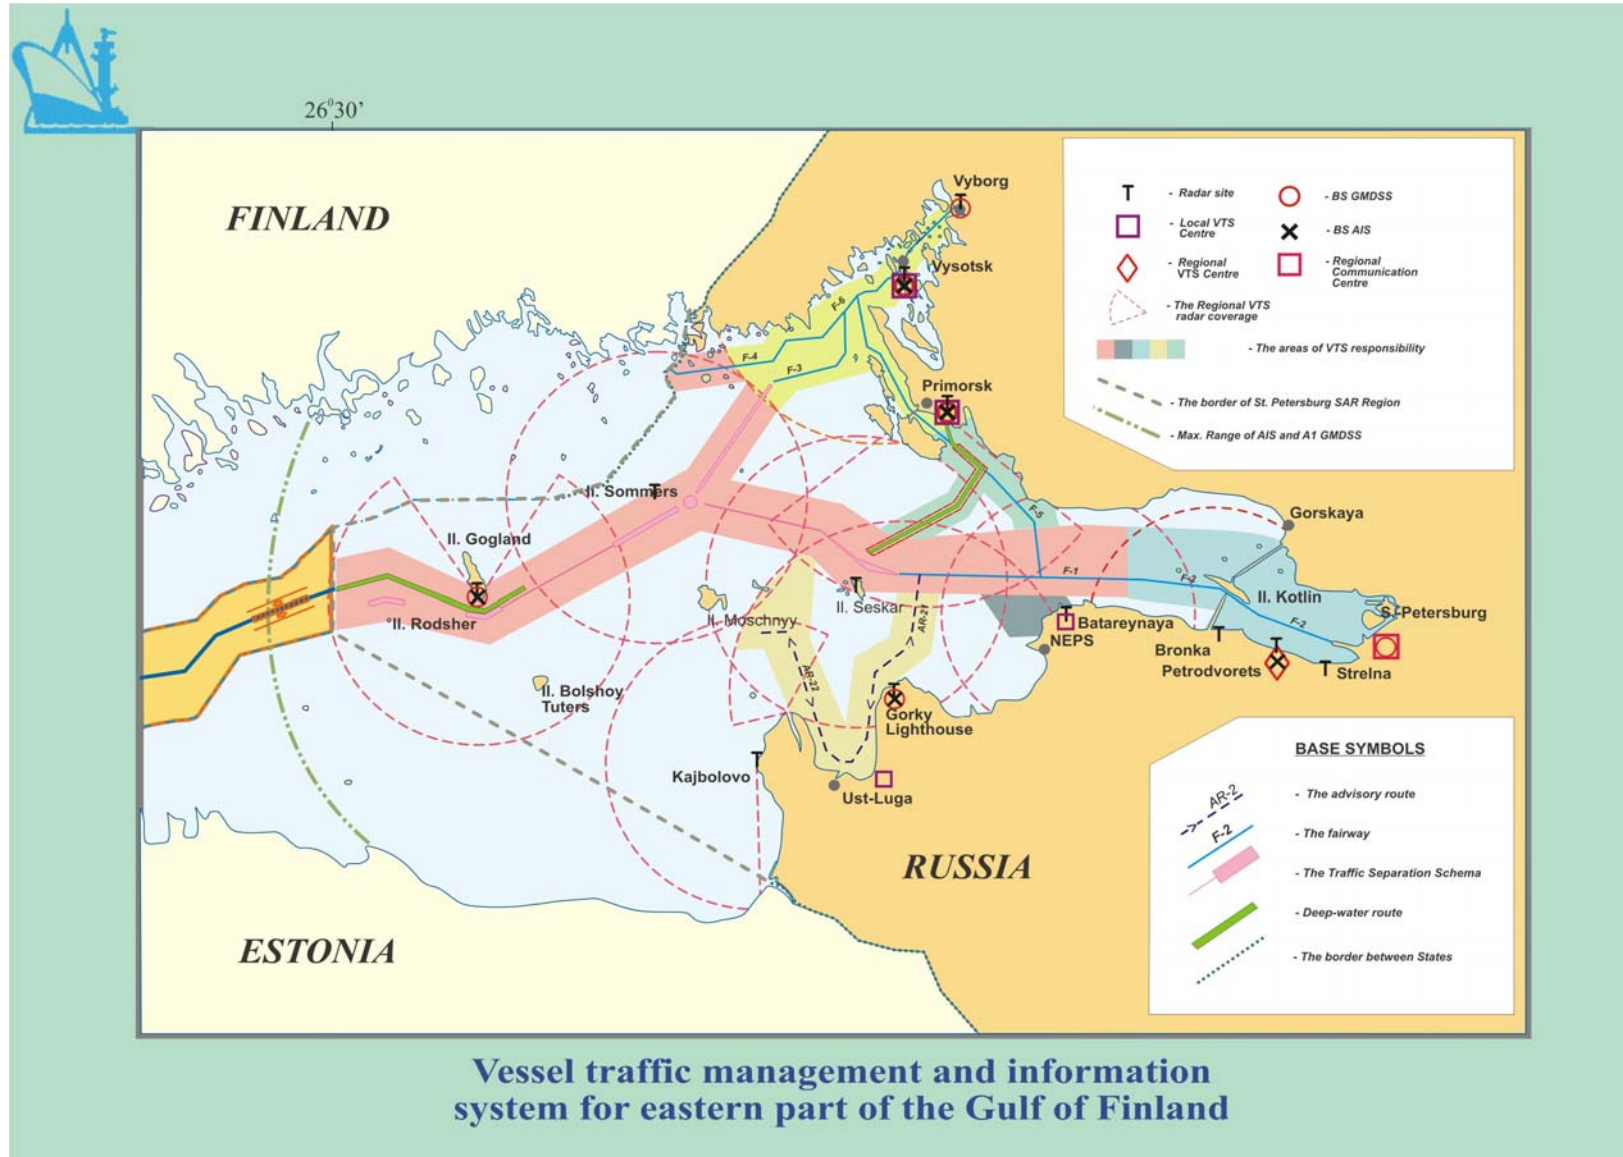 26°30'
FINLAND
Vyborg
Vysotsk
F-6
F-4
F-3
Primorsk
Il. Sommers
F-5
Gorskaya
Il. Gogland
F-1
F-2
Il. Kotlin
Il. Seskar
Il. Rodsher
Il. Moschnyy
AR-21
Batareynaya
F-2
S.-Petersburg
NEPS
Bronka
Petrodvorets
Strelna
AR-22
Il. Bolshoy
Tuters
Gorky
Lighthouse
Kajbolovo
Ust-Luga
RUSSIA
ESTONIA
- Radar site
- BS GMDSS
- Local VTS
Centre
- BS AIS
- Regional
VTS Centre
- Regional
Communication
Centre
- The Regional VTS
radar coverage
- The areas of VTS responsibility
- The border of St. Petersburg SAR Region
- Max. Range of AIS and A1 GMDSS
BASE SYMBOLS
AR-2
- The advisory route
F-2
- The fairway
- The Traffic Separation Schema
- Deep-water route
- The border between States
Vessel traffic management and information
system for eastern part of the Gulf of Finland